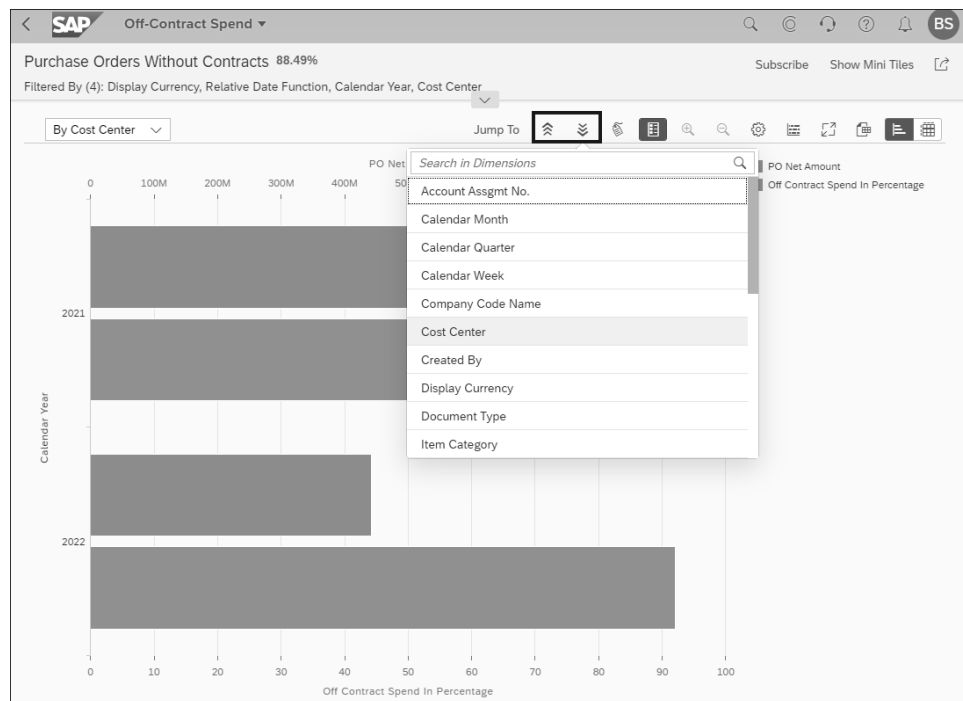 SAP Off-Contract Spend BS
Purchase Orders Without Contracts 88.49%
Subscribe Show Mini Tiles
Filtered By (4): Display Currency, Relative Date Function, Calendar Year, Cost Center
By Cost Center Jump To
PO Net
Search in Dimensions
PO Net Amount
Off Contract Spend In Percentage
0 100M 200M 300M 400M
Account Assgmt No.
Calendar Month
Calendar Quarter
Calendar Week
Company Code Name
Cost Center
Created By
Display Currency
Document Type
Item Category
2021
Calendar Year
2022
0 10 20 30 40 50 60 70 80 90 100
Off Contract Spend In Percentage